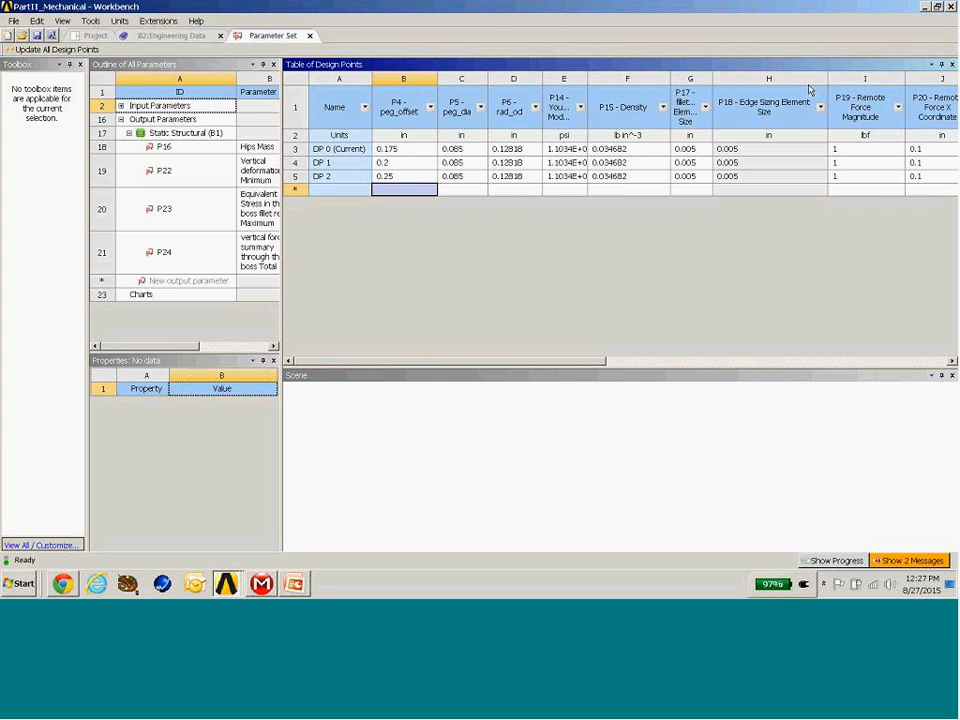 PartII_Mechanical - Workbench
File Edit View Tools Units Extensions Help
Project B2:Engineering Data Parameter Set
Update All Design Points
Toolbox
No toolbox items
are applicable for
the current
selection.
View All / Customize...
Outline of All Parameters
A B
1 ID Parameter
2 Input Parameters
16 Output Parameters
17 Static Structural (B1)
18 P16 Hips Mass
19 P22 Vertical
deformatio
Minimum
20 P23 Equivalent
Stress in th
boss fillet re
Maximum
21 P24 vertical for
summary
through th
boss Total
* New output parameter
23 Charts
Properties: No data
A B
1 Property Value
Table of Design Points
A B C D E F G H I J
1 Name P4 -
peg_offset P5 -
peg_dia P6 -
rad_od P14 -
You...
Mod... P15 - Density P17 -
fillet...
Elem...
Size P18 - Edge Sizing Element
Size P19 - Remote
Force
Magnitude P20 - Remot
Force X
Coordinate
2 Units in in in psi lb in^-3 in in lbf in
3 DP 0 (Current) 0.175 0.085 0.12818 1.1034E+0 0.034682 0.005 0.005 1 0.1
4 DP 1 0.2 0.085 0.12818 1.1034E+0 0.034682 0.005 0.005 1 0.1
5 DP 2 0.25 0.085 0.12818 1.1034E+0 0.034682 0.005 0.005 1 0.1
*
Scene
Ready
Show Progress Show 2 Messages
Start
97%
12:27 PM
8/27/2015